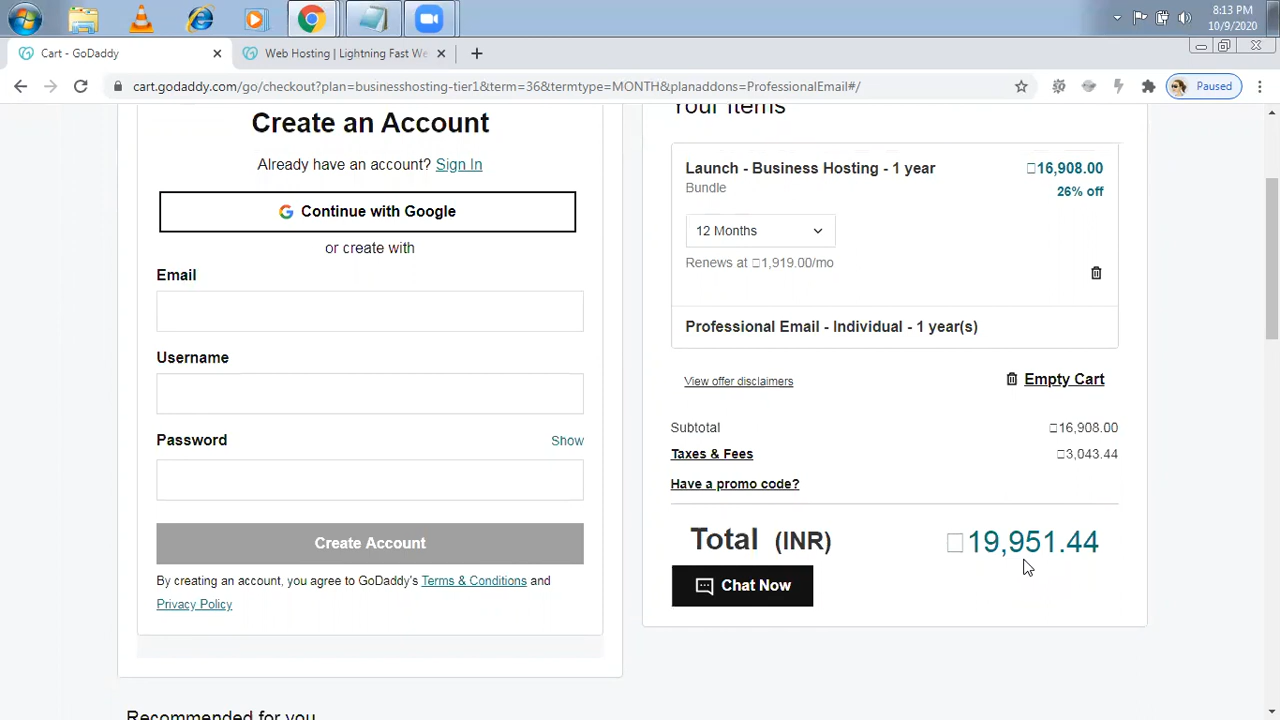 8:13 PM
10/9/2020
Cart - GoDaddy
Web Hosting | Lightning Fast We
cart.godaddy.com/go/checkout?plan=businesshosting-tier1&term=36&termtype=MONTH&planaddons=ProfessionalEmail#/
Paused
Create an Account
Already have an account? Sign In
Continue with Google
or create with
Email
Username
Password
Show
Create Account
By creating an account, you agree to GoDaddy's Terms & Conditions and
Privacy Policy
Recommended for you
Your Items
Launch - Business Hosting - 1 year
□16,908.00
Bundle
26% off
12 Months
Renews at □1,919.00/mo
Professional Email - Individual - 1 year(s)
View offer disclaimers
Empty Cart
Subtotal
□16,908.00
Taxes & Fees
□3,043.44
Have a promo code?
Total (INR)
□19,951.44
Chat Now